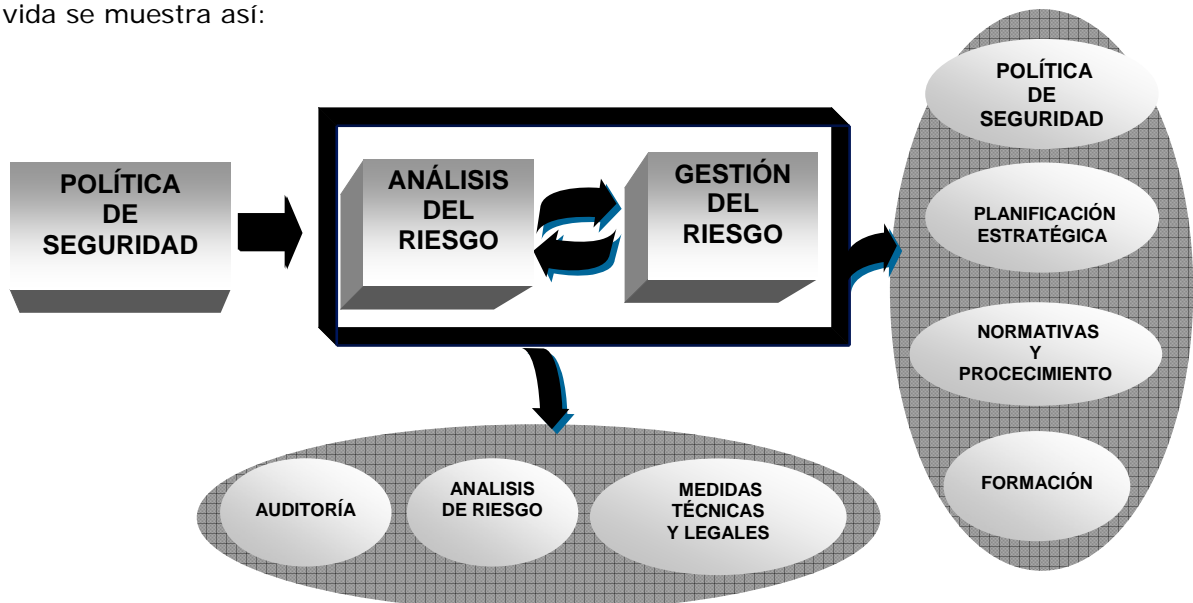 vida se muestra así:
POLÍTICA
DE
SEGURIDAD
ANÁLISIS
DEL
RIESGO
GESTIÓN
DEL
RIESGO
POLÍTICA
DE
SEGURIDAD
PLANIFICACIÓN
ESTRATÉGICA
NORMATIVAS
Y
PROCECIMIENTO
FORMACIÓN
AUDITORÍA
ANALISIS
DE RIESGO
MEDIDAS
TÉCNICAS
Y LEGALES